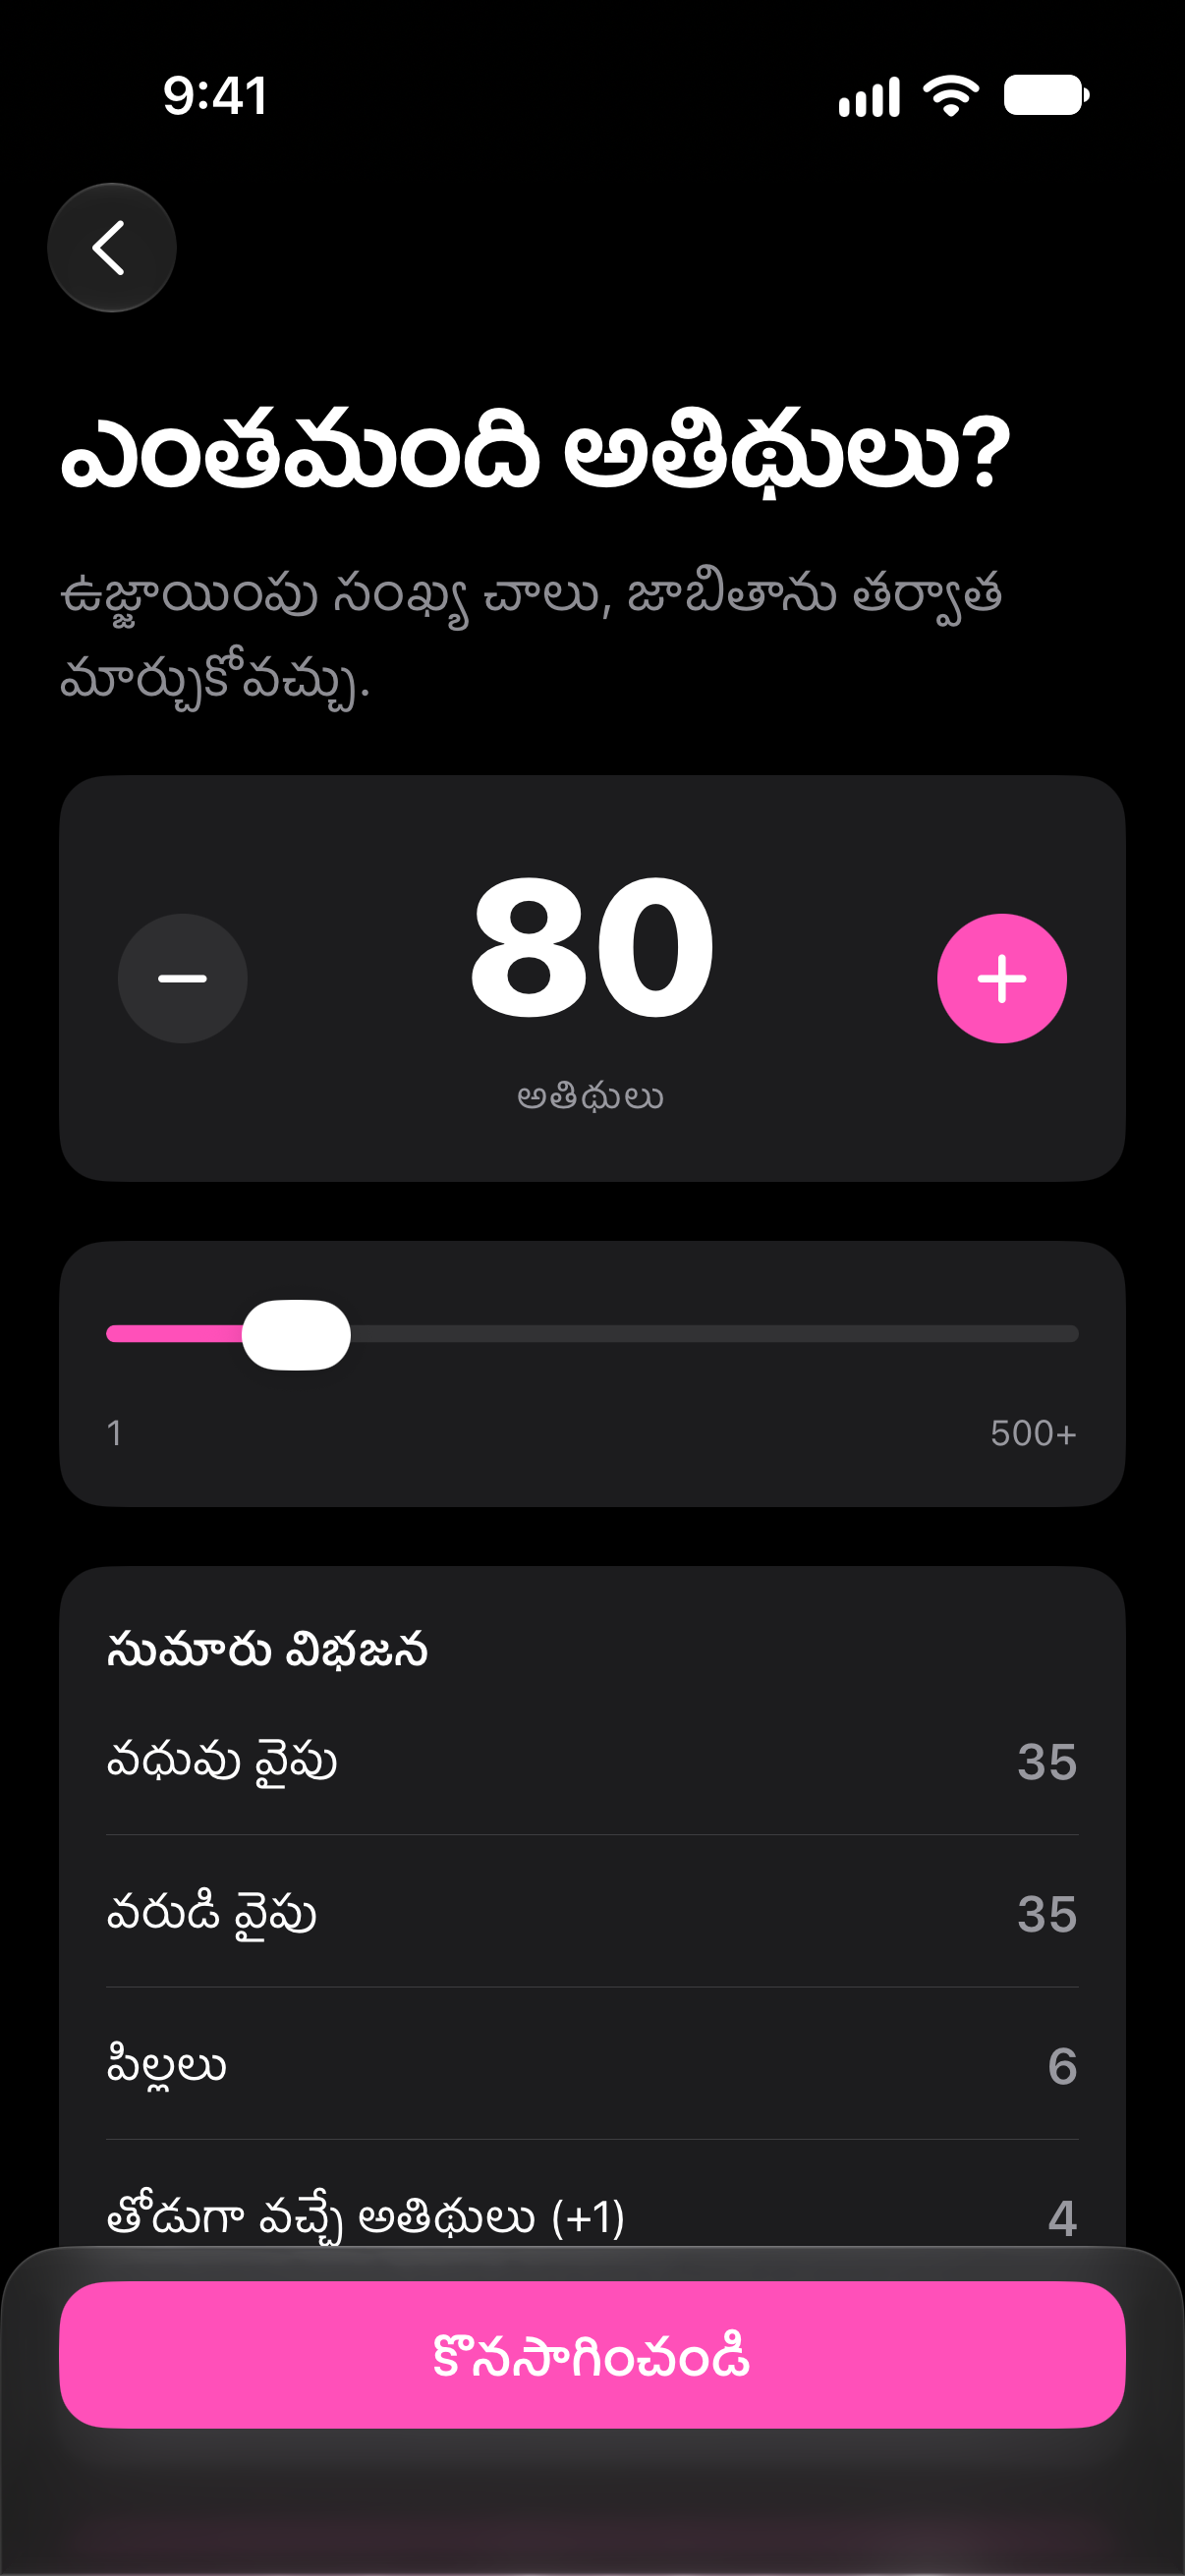 9:41
ఎంతమంది అతిథులు?
ఉజ్జాయింపు సంఖ్య చాలు, జాబితాను తర్వాత
మార్చుకోవచ్చు.
80
అతిథులు
1
500+
సుమారు విభజన
వధువు వైపు
35
వరుడి వైపు
35
పిల్లలు
6
తోడుగా వచ్చే అతిథులు (+1)
4
కొనసాగించండి